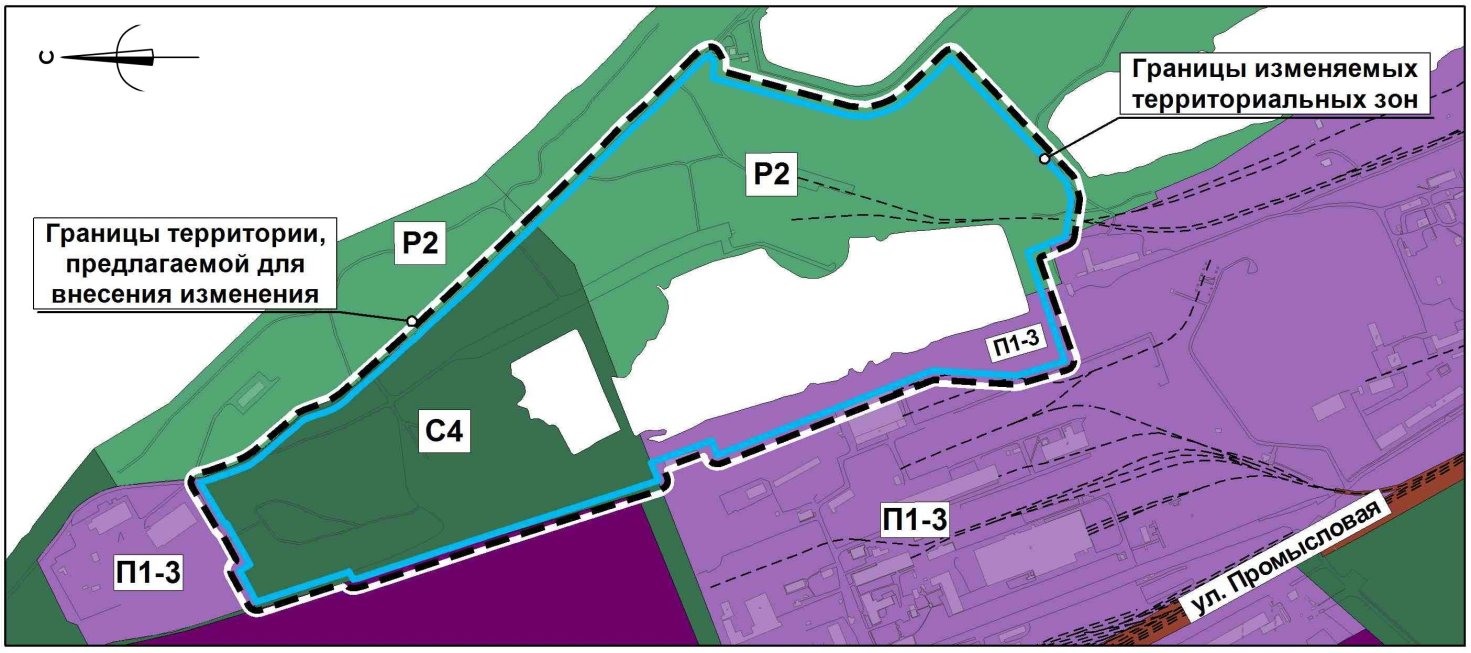 С
Границы изменяемых
территориальных зон
Р2
Границы территории,
предлагаемой для
внесения изменения
Р2
П1-3
С4
П1-3
П1-3
ул. Промысловая